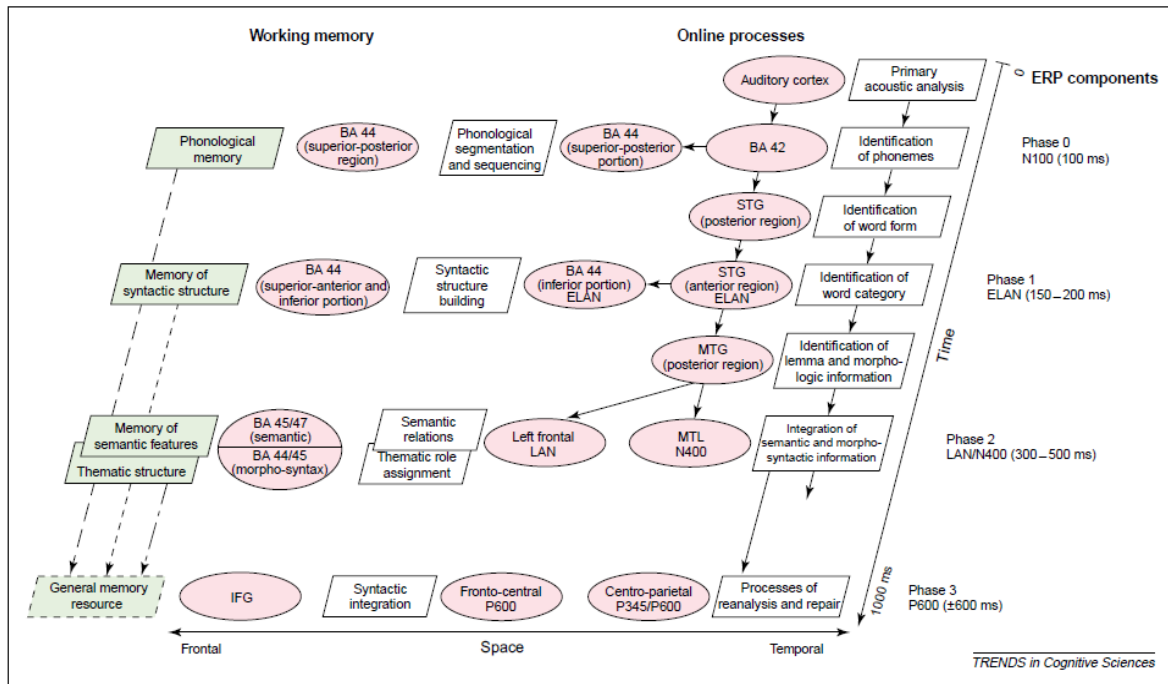 Working memory
Online processes
ERP components
0
Auditory cortex
Primary
acoustic analysis
Phonological
memory
BA 44
(superior-posterior
region)
Phonological
segmentation
and sequencing
BA 44
(superior-posterior
portion)
BA 42
Identification
of phonemes
Phase 0
N100 (100 ms)
STG
(posterior region)
Identification
of word form
Memory of
syntactic structure
BA 44
(superior-anterior and
inferior portion)
Syntactic
structure
building
BA 44
(inferior portion)
ELAN
STG
(anterior region)
ELAN
Identification of
word category
Phase 1
ELAN (150–200 ms)
Time
MTG
(posterior region)
Identification of
lemma and morpho-
logic information
Memory of
semantic features
Thematic structure
BA 45/47
(semantic)
BA 44/45
(morpho-syntax)
Semantic
relations
Thematic role
assignment
Left frontal
LAN
MTL
N400
Integration of
semantic and morpho-
syntactic information
Phase 2
LAN/N400 (300–500 ms)
General memory
resource
IFG
Syntactic
integration
Fronto-central
P600
Centro-parietal
P345/P600
Processes of
reanalysis and repair
1000 ms
Phase 3
P600 (±600 ms)
Frontal
Space
Temporal
TRENDS in Cognitive Sciences